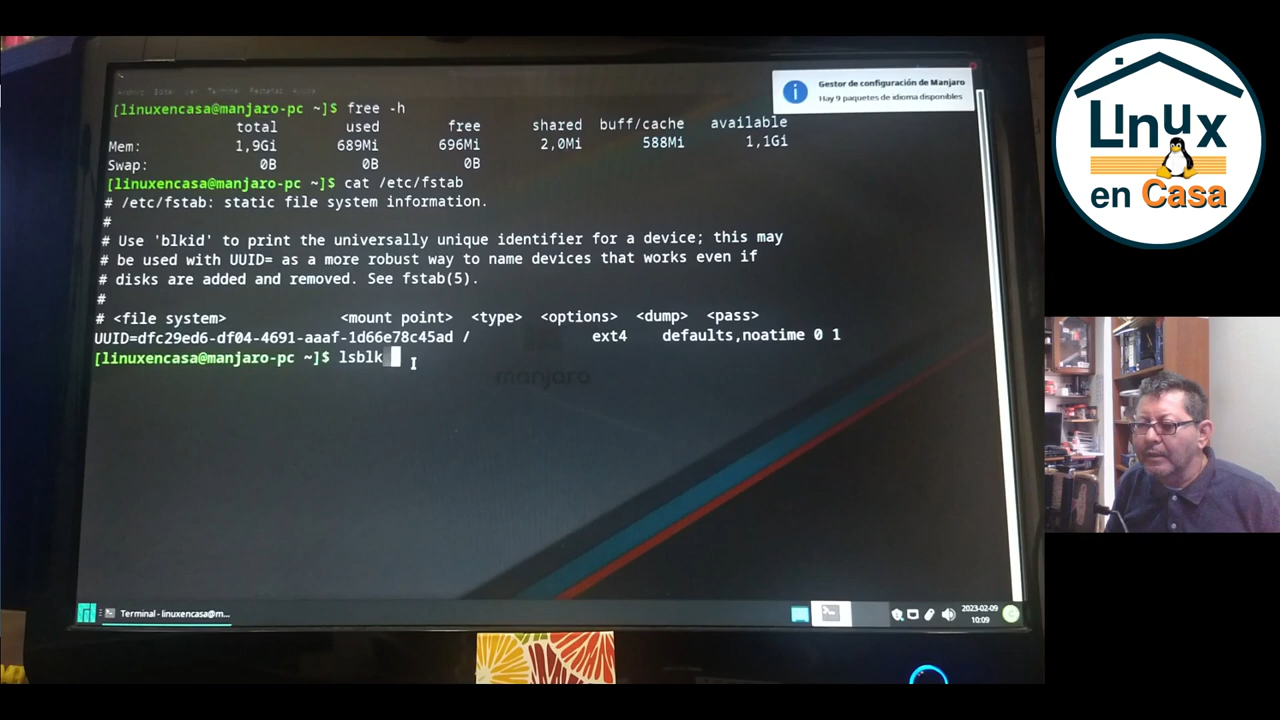 Linux
en Casa
Gestor de configuración de Manjaro
Hay 9 paquetes de idioma disponibles
Archivo Editar Ver Terminal Pestañas Ayuda
[linuxencasa@manjaro-pc ~]$ free -h
total used free shared buff/cache available
Mem: 1,9Gi 689Mi 696Mi 2,0Mi 588Mi 1,1Gi
Swap: 0B 0B 0B
[linuxencasa@manjaro-pc ~]$ cat /etc/fstab
# /etc/fstab: static file system information.
#
# Use 'blkid' to print the universally unique identifier for a device; this may
# be used with UUID= as a more robust way to name devices that works even if
# disks are added and removed. See fstab(5).
#
# <file system> <mount point> <type> <options> <dump> <pass>
UUID=dfc29ed6-df04-4691-aaaf-1d66e78c45ad / ext4 defaults,noatime 0 1
[linuxencasa@manjaro-pc ~]$ lsblk
manjaro
Terminal - linuxencasa@m...
2023-02-09
10:09